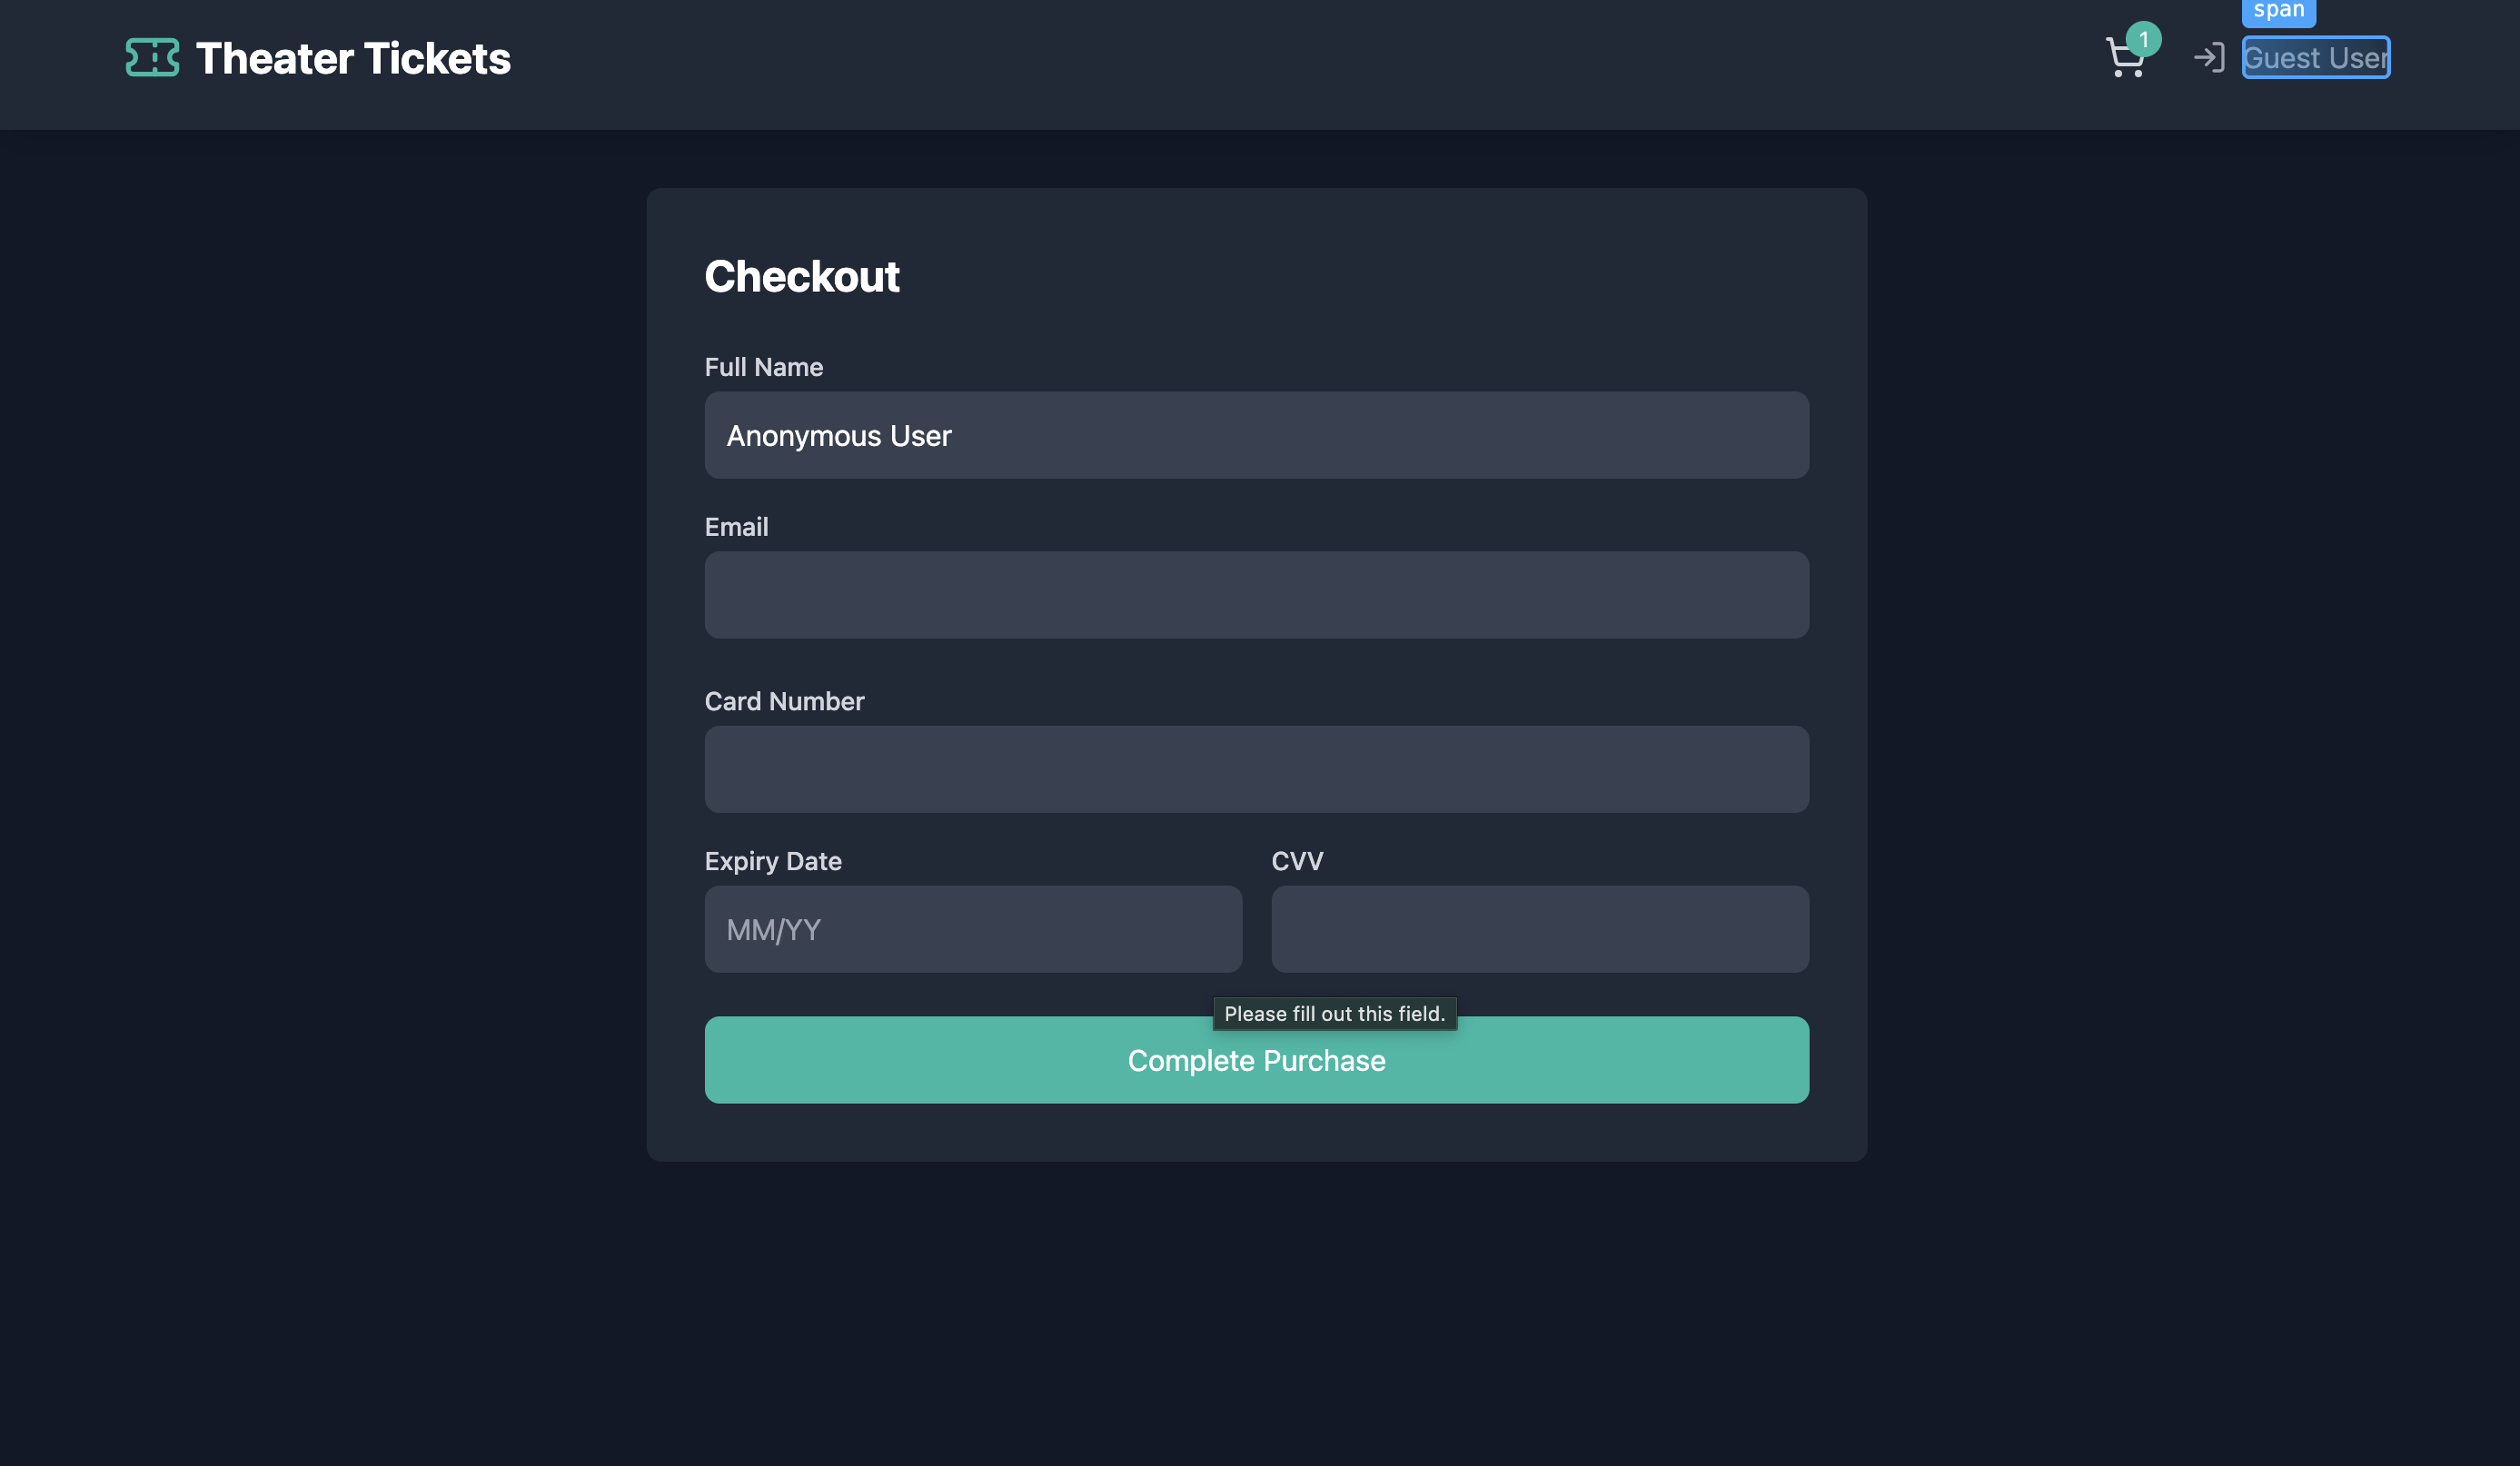 span
Theater Tickets
1
Guest User
Checkout
Full Name
Anonymous User
Email
Card Number
Expiry Date
CVV
MM/YY
Please fill out this field.
Complete Purchase